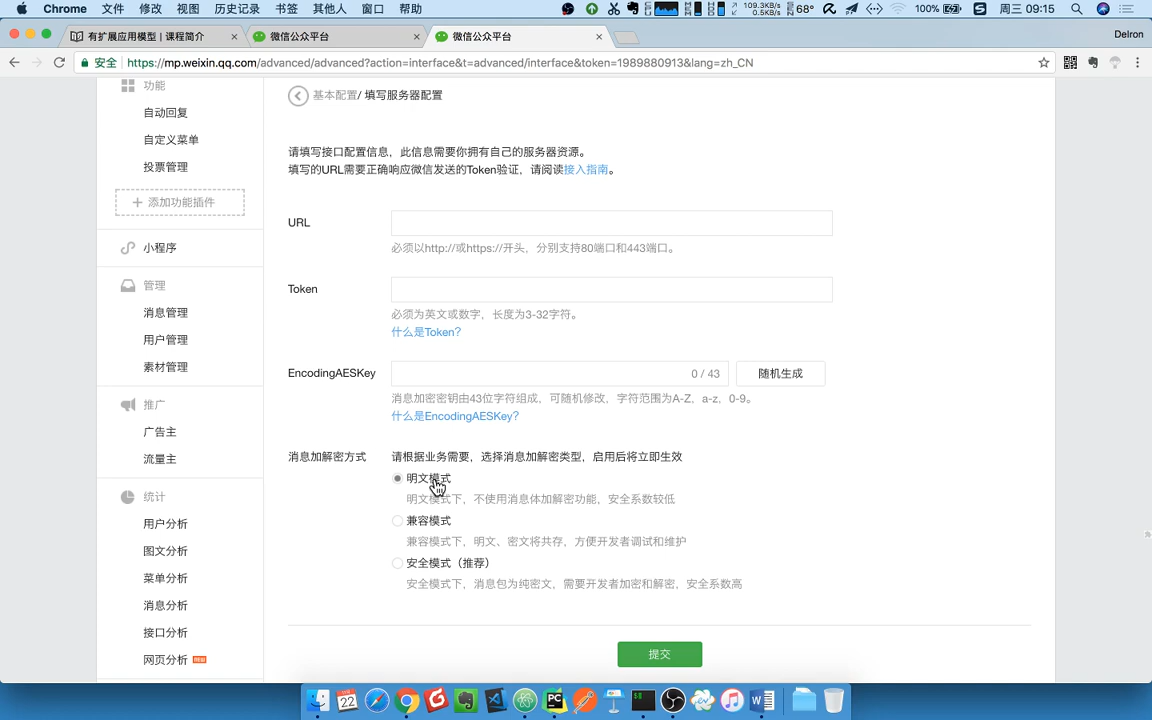 Chrome 文件 修改 视图 历史记录 书签 其他人 窗口 帮助 109.3KB/s 0.5KB/s 68° 100% 周三 09:15
有扩展应用模型 | 课程简介 × 微信公众平台 × 微信公众平台 × Delron
安全 https://mp.weixin.qq.com/advanced/advanced?action=interface&t=advanced/interface&token=1989880913&lang=zh_CN
功能
自动回复
自定义菜单
投票管理
+ 添加功能插件
小程序
管理
消息管理
用户管理
素材管理
推广
广告主
流量主
统计
用户分析
图文分析
菜单分析
消息分析
接口分析
网页分析
基本配置/ 填写服务器配置
请填写接口配置信息，此信息需要你拥有自己的服务器资源。
填写的URL需要正确响应微信发送的Token验证，请阅读接入指南。
URL
必须以http://或https://开头，分别支持80端口和443端口。
Token
必须为英文或数字，长度为3-32字符。
什么是Token?
EncodingAESKey 0 / 43 随机生成
消息加密密钥由43位字符组成，可随机修改，字符范围为A-Z，a-z，0-9。
什么是EncodingAESKey?
消息加解密方式 请根据业务需要，选择消息加解密类型，启用后将立即生效
明文模式
明文模式下，不使用消息体加解密功能，安全系数较低
兼容模式
兼容模式下，明文、密文将共存，方便开发者调试和维护
安全模式（推荐）
安全模式下，消息包为纯密文，需要开发者加密和解密，安全系数高
提交
22
PC